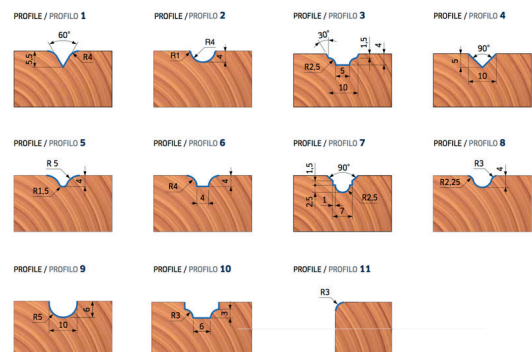 PROFILE / PROFILO 1
60°
5,5
R4
PROFILE / PROFILO 2
R4
R1
4
PROFILE / PROFILO 3
30°
1,5
4
R2,5
5
10
PROFILE / PROFILO 4
90°
5
10
PROFILE / PROFILO 5
R 5
R1,5
4
PROFILE / PROFILO 6
R4
4
4
PROFILE / PROFILO 7
1,5
90°
2,5
1
R2,5
7
PROFILE / PROFILO 8
R3
R2,25
4
PROFILE / PROFILO 9
R5
6
10
PROFILE / PROFILO 10
R3
3
6
PROFILE / PROFILO 11
R3